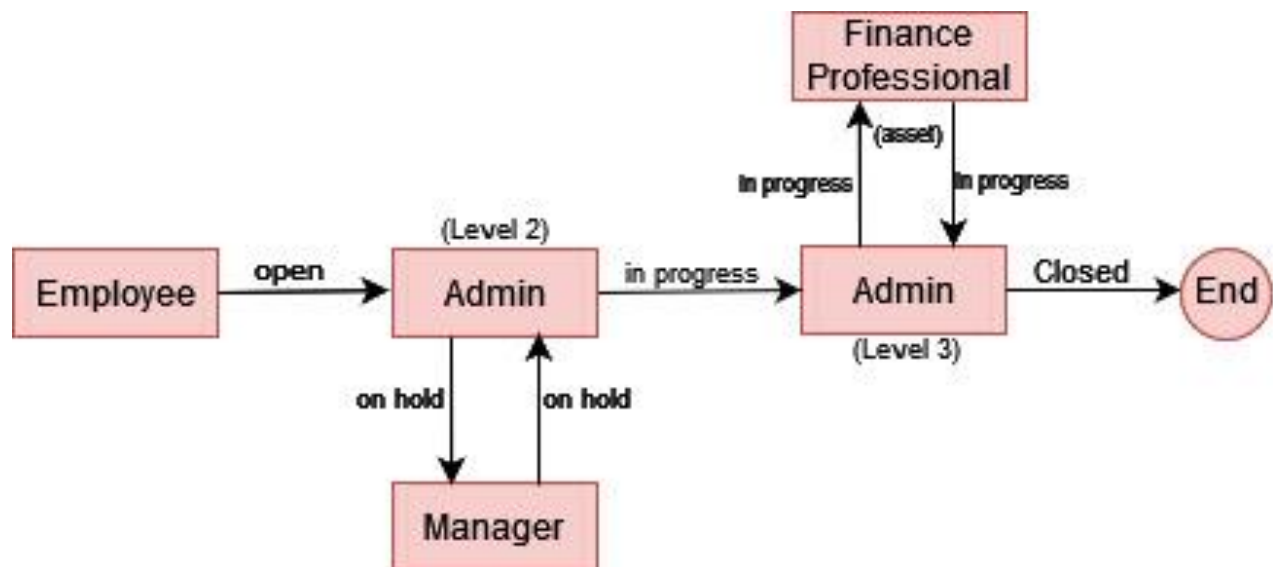 Finance
Professional
(asset)
in progress
in progress
(Level 2)
Employee
open
Admin
in progress
Admin
Closed
End
(Level 3)
on hold
on hold
Manager